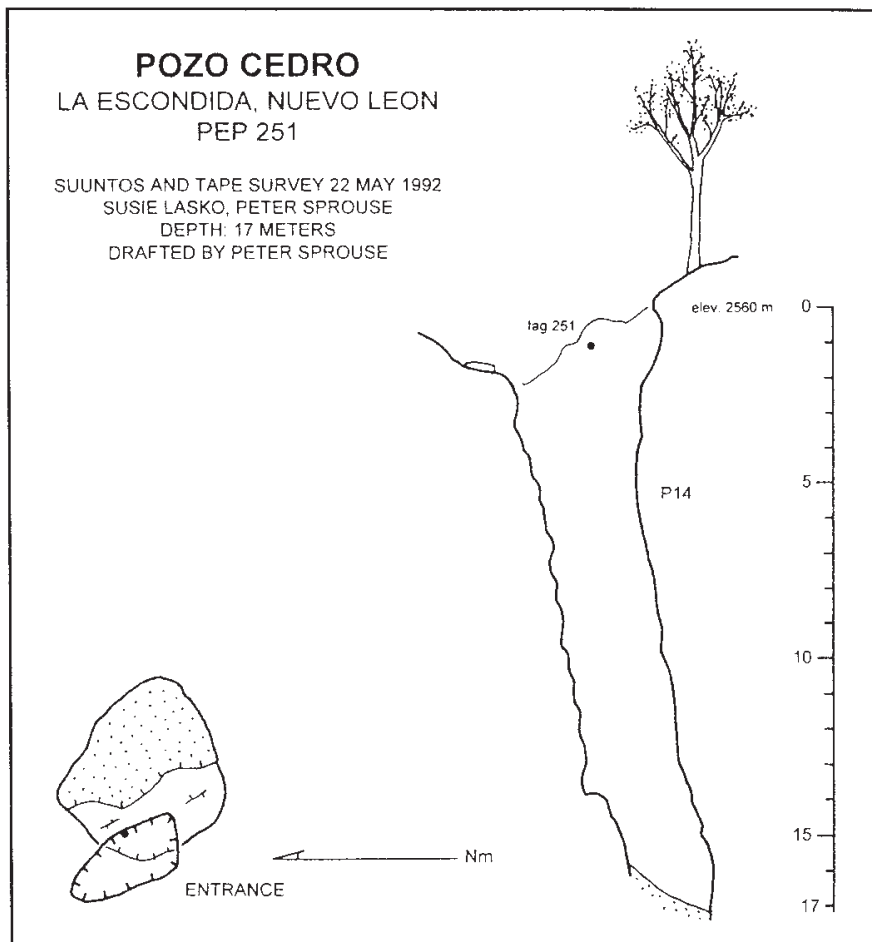 POZO CEDRO
LA ESCONDIDA, NUEVO LEON
PEP 251
SUUNTOS AND TAPE SURVEY 22 MAY 1992
SUSIE LASKO, PETER SPROUSE
DEPTH: 17 METERS
DRAFTED BY PETER SPROUSE
tag 251
elev. 2560 m
0
5
P14
10
15
17
Nm
ENTRANCE